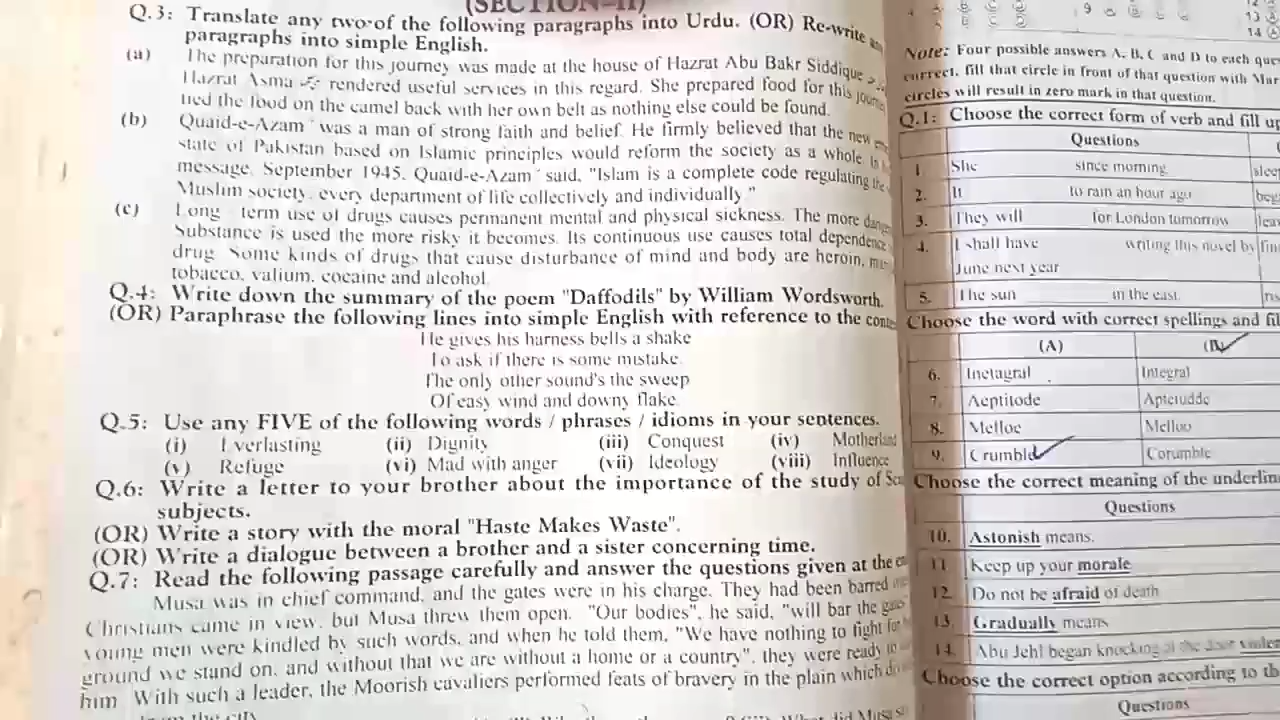 (SECTION-II)
Q.3: Translate any two of the following paragraphs into Urdu. (OR) Re-write
paragraphs into simple English.
(a) The preparation for this journey was made at the house of Hazrat Abu Bakr Siddique
Hazrat Asma rendered useful services in this regard. She prepared food for this
tied the food on the camel back with her own belt as nothing else could be found.
(b) Quaid-e-Azam was a man of strong faith and belief. He firmly believed that the new
state of Pakistan based on Islamic principles would reform the society as a whole. In
message, September 1945, Quaid-e-Azam said, "Islam is a complete code regulating the
Muslim society, every department of life collectively and individually."
(c) Long term use of drugs causes permanent mental and physical sickness. The more
Substance is used the more risky it becomes. Its continuous use causes total dependence
drug. Some kinds of drugs that cause disturbance of mind and body are heroin,
tobacco, valium, cocaine and alcohol.
Q.4: Write down the summary of the poem "Daffodils" by William Wordsworth.
(OR) Paraphrase the following lines into simple English with reference to the
He gives his harness bells a shake
To ask if there is some mistake.
The only other sound's the sweep
Of easy wind and downy flake.
Q.5: Use any FIVE of the following words / phrases / idioms in your sentences.
(i) Everlasting (ii) Dignity (iii) Conquest (iv) Motherland
(v) Refuge (vi) Mad with anger (vii) Ideology (viii) Influence
Q.6: Write a letter to your brother about the importance of the study of
subjects.
(OR) Write a story with the moral "Haste Makes Waste".
(OR) Write a dialogue between a brother and a sister concerning time.
Q.7: Read the following passage carefully and answer the questions given at the
Musa was in chief command, and the gates were in his charge. They had been barred
Christians came in view, but Musa threw them open. "Our bodies", he said, "will bar the
young men were kindled by such words, and when he told them, "We have nothing to fight for
ground we stand on, and without that we are without a home or a country", they were ready to
him. With such a leader, the Moorish cavaliers performed feats of bravery in the plain which
from the city.
9
12
13
14 A
Note: Four possible answers A, B, C and D to each
correct, fill that circle in front of that question with
circles will result in zero mark in that question.
Q.1: Choose the correct form of verb and fill
Questions
1. She since morning.
2. It to rain an hour ago
3. They will for London tomorrow
4. I shall have writing this novel by
June next year
5. The sun in the east.
Choose the word with correct spellings and
(A) (B)
6. Inetagral Integral
7. Aeptitode Apteiudde
8. Melloe Melloo
9. Crumble Corumble
Choose the correct meaning of the
Questions
10. Astonish means.
11. Keep up your morale
12. Do not be afraid of death
13. Gradually means
14. Abu Jehl began knocking at the door
Choose the correct option according to
Questions